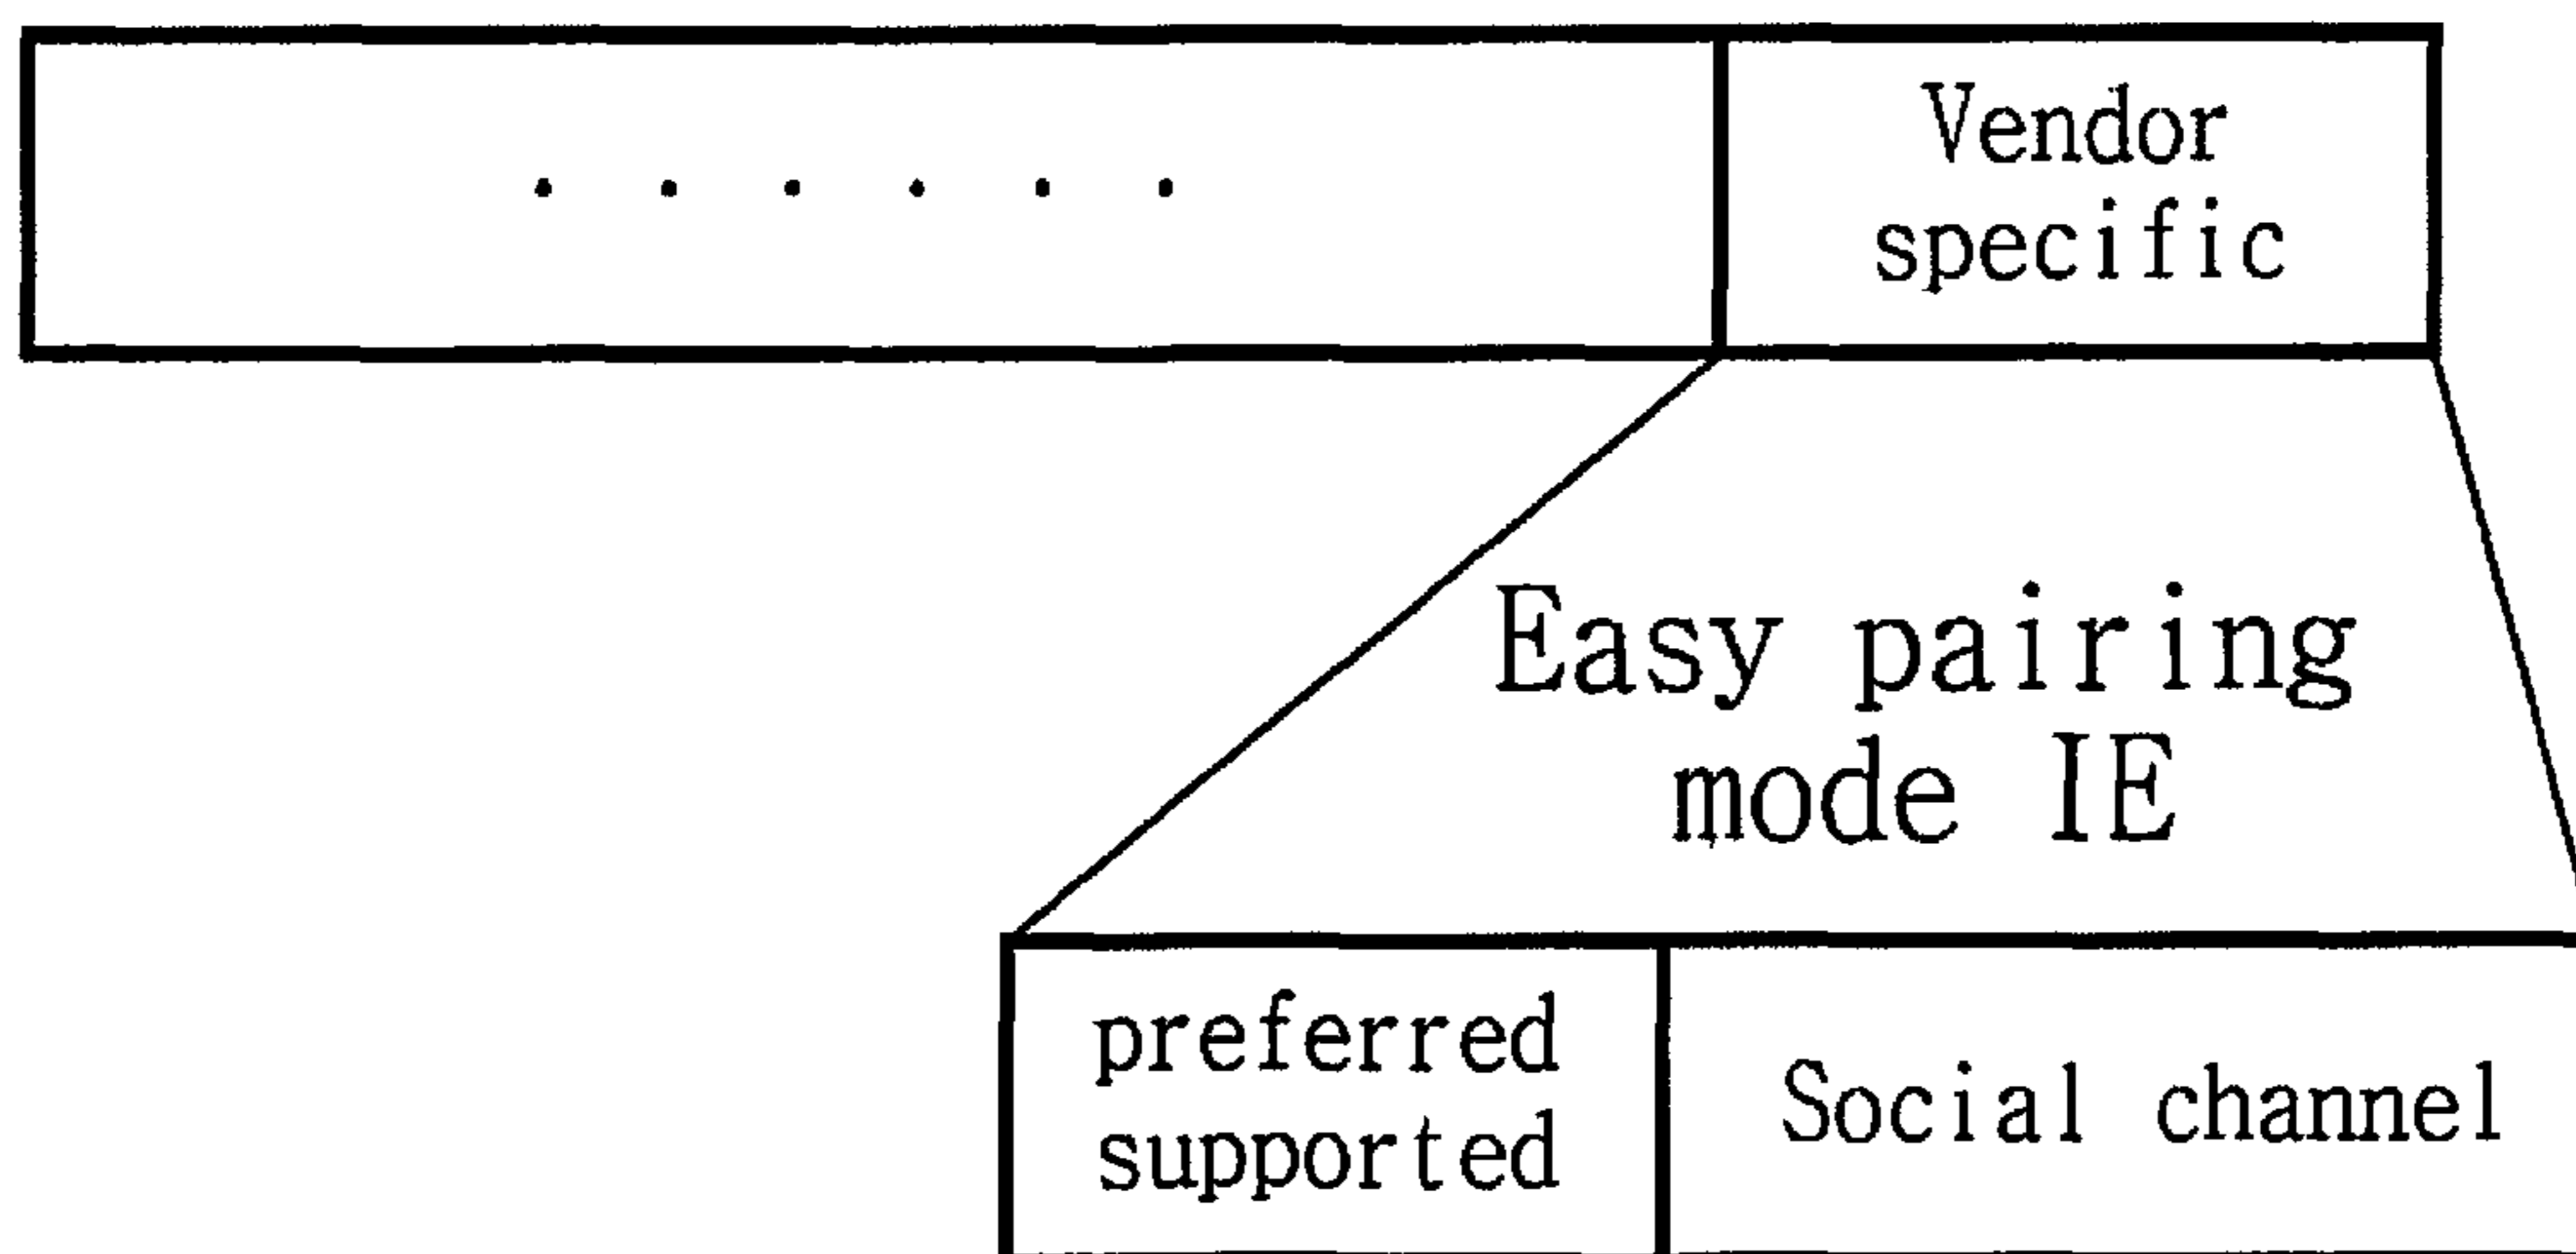 ......
Vendor
specific
Easy pairing
mode IE
preferred
supported
Social channel